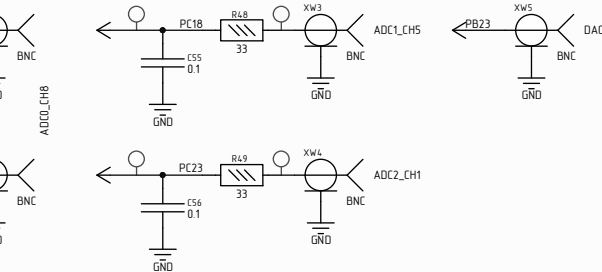 XW3
XW5
PC18
R48
ADC1_CH5
PB23
DAC
33
BNC
BNC
BNC
C55
0.1
GND
GND
GND
ADC0_CH8
XW4
PC23
R49
ADC2_CH1
33
BNC
BNC
C56
0.1
GND
GND